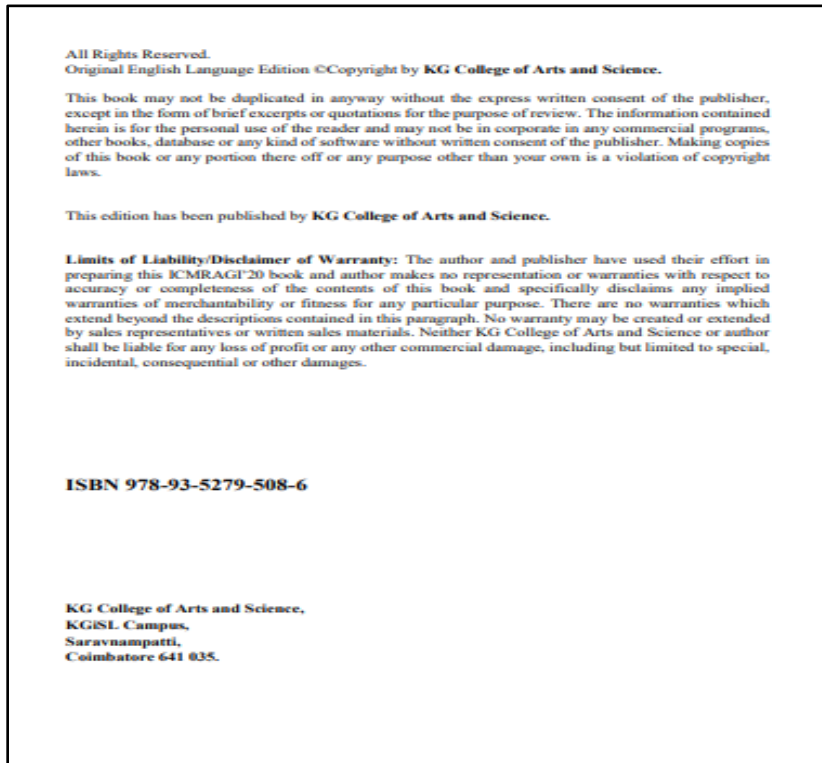 All Rights Reserved.
Original English Language Edition ©Copyright by KG College of Arts and Science.
This book may not be duplicated in anyway without the express written consent of the publisher,
except in the form of brief excerpts or quotations for the purpose of review. The information contained
herein is for the personal use of the reader and may not be in corporate in any commercial programs,
other books, database or any kind of software without written consent of the publisher. Making copies
of this book or any portion there off or any purpose other than your own is a violation of copyright
laws.
This edition has been published by KG College of Arts and Science.
Limits of Liability/Disclaimer of Warranty: The author and publisher have used their effort in
preparing this ICMRAGI'20 book and author makes no representation or warranties with respect to
accuracy or completeness of the contents of this book and specifically disclaims any implied
warranties of merchantability or fitness for any particular purpose. There are no warranties which
extend beyond the descriptions contained in this paragraph. No warranty may be created or extended
by sales representatives or written sales materials. Neither KG College of Arts and Science or author
shall be liable for any loss of profit or any other commercial damage, including but limited to special,
incidental, consequential or other damages.
ISBN 978-93-5279-508-6
KG College of Arts and Science,
KGiSL Campus,
Saravnampatti,
Coimbatore 641 035.